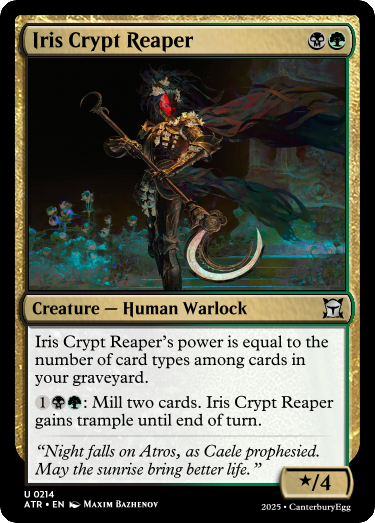 Iris Crypt Reaper
Creature — Human Warlock
Iris Crypt Reaper's power is equal to the
number of card types among cards in
your graveyard.
1: Mill two cards. Iris Crypt Reaper
gains trample until end of turn.
“Night falls on Atros, as Caele prophesied.
May the sunrise bring better life.”
★/4
U 0214
ATR • EN Maxim Bazhenov
2025 • CanterburyEgg